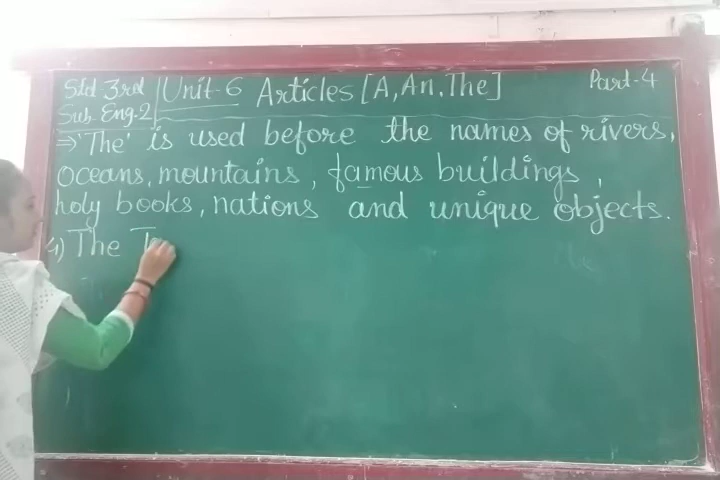 Std. 3rd Unit-6 Articles [A, An, The] Part-4
Sub. Eng.2
⇒ 'The' is used before the names of rivers,
oceans, mountains, famous buildings,
holy books, nations and unique objects.
The T